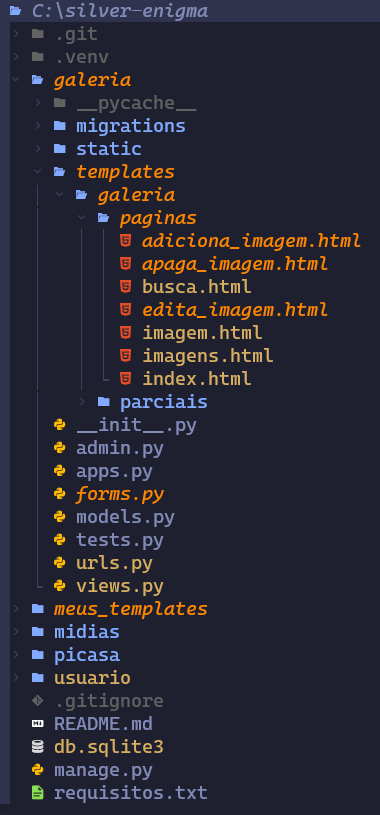 C:\silver-enigma
.git
.venv
galeria
__pycache__
migrations
static
templates
galeria
paginas
adiciona_imagem.html
apaga_imagem.html
busca.html
edita_imagem.html
imagem.html
imagens.html
index.html
parciais
__init__.py
admin.py
apps.py
forms.py
models.py
tests.py
urls.py
views.py
meus_templates
midias
picasa
usuario
.gitignore
README.md
db.sqlite3
manage.py
requisitos.txt